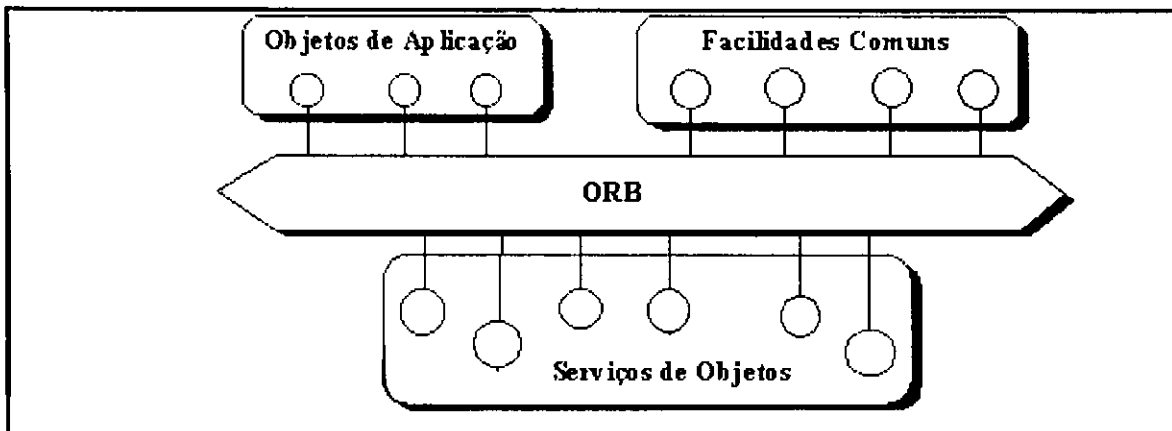 Objetos de Aplicação
Facilidades Comuns
ORB
Serviços de Objetos